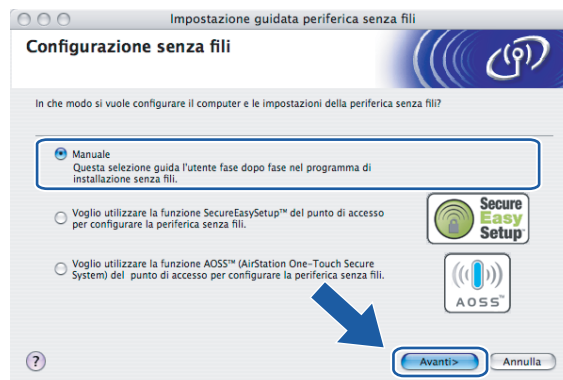 Impostazione guidata periferica senza fili
Configurazione senza fili
In che modo si vuole configurare il computer e le impostazioni della periferica senza fili?
Manuale
Questa selezione guida l'utente fase dopo fase nel programma di
installazione senza fili.
Voglio utilizzare la funzione SecureEasySetup™ del punto di accesso
per configurare la periferica senza fili.
Secure
Easy
Setup
Voglio utilizzare la funzione AOSS™ (AirStation One-Touch Secure
System) del punto di accesso per configurare la periferica senza fili.
AOSS™
?
Avanti>
Annulla